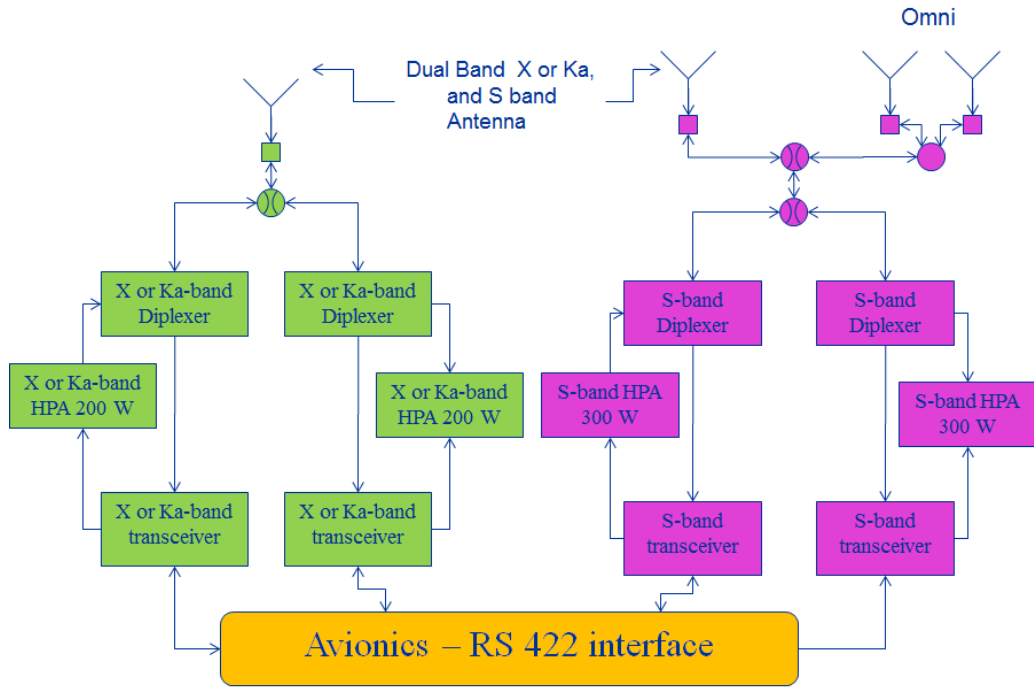 Omni
Dual Band X or Ka,
and S band
Antenna
X or Ka-band
Diplexer
X or Ka-band
Diplexer
S-band
Diplexer
S-band
Diplexer
X or Ka-band
HPA 200 W
X or Ka-band
HPA 200 W
S-band HPA
300 W
S-band HPA
300 W
X or Ka-band
transceiver
X or Ka-band
transceiver
S-band
transceiver
S-band
transceiver
Avionics – RS 422 interface